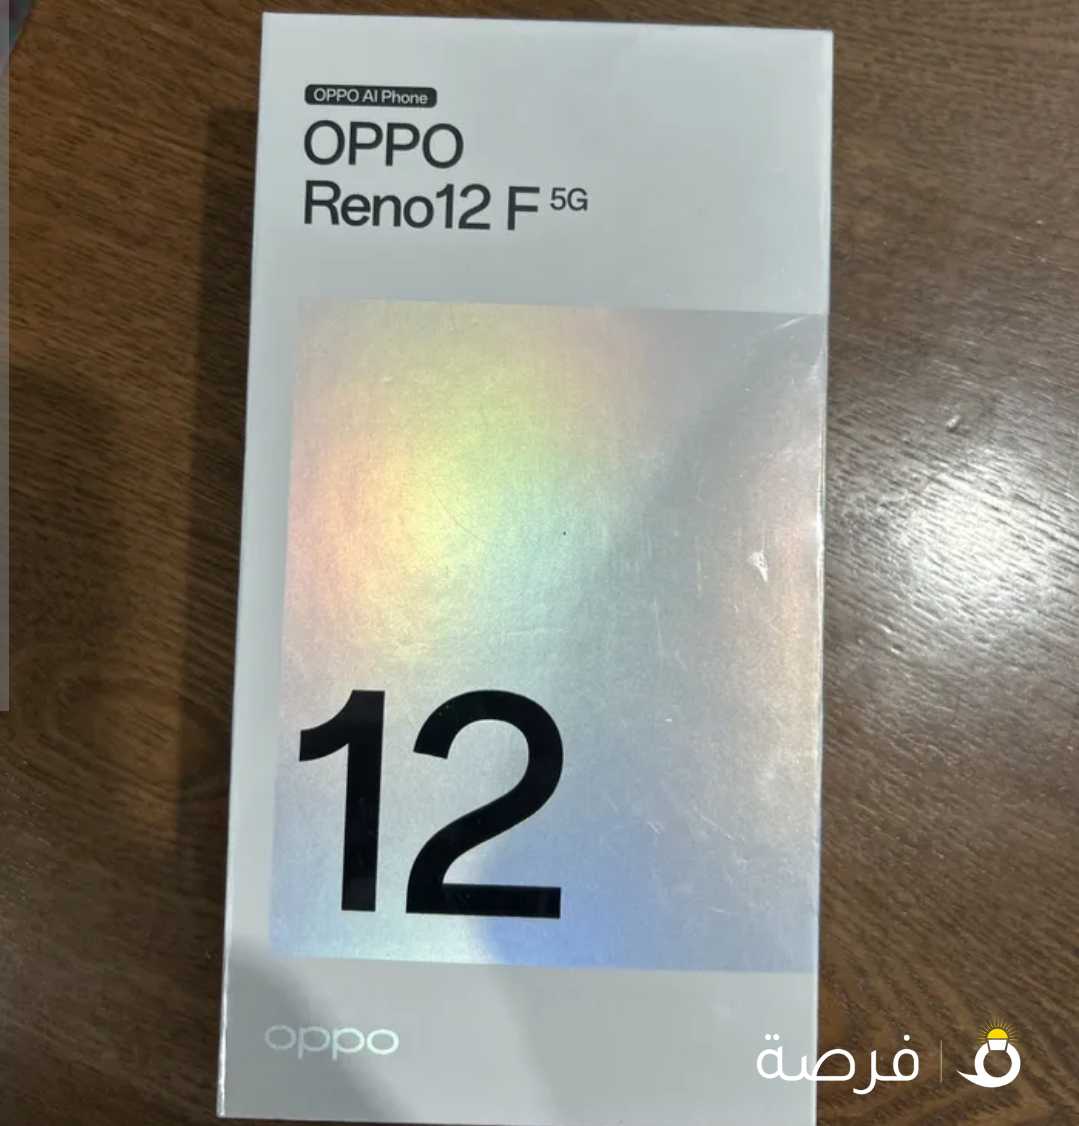 OPPO AI Phone
OPPO
Reno12 F 5G
12
oppo
فرصة